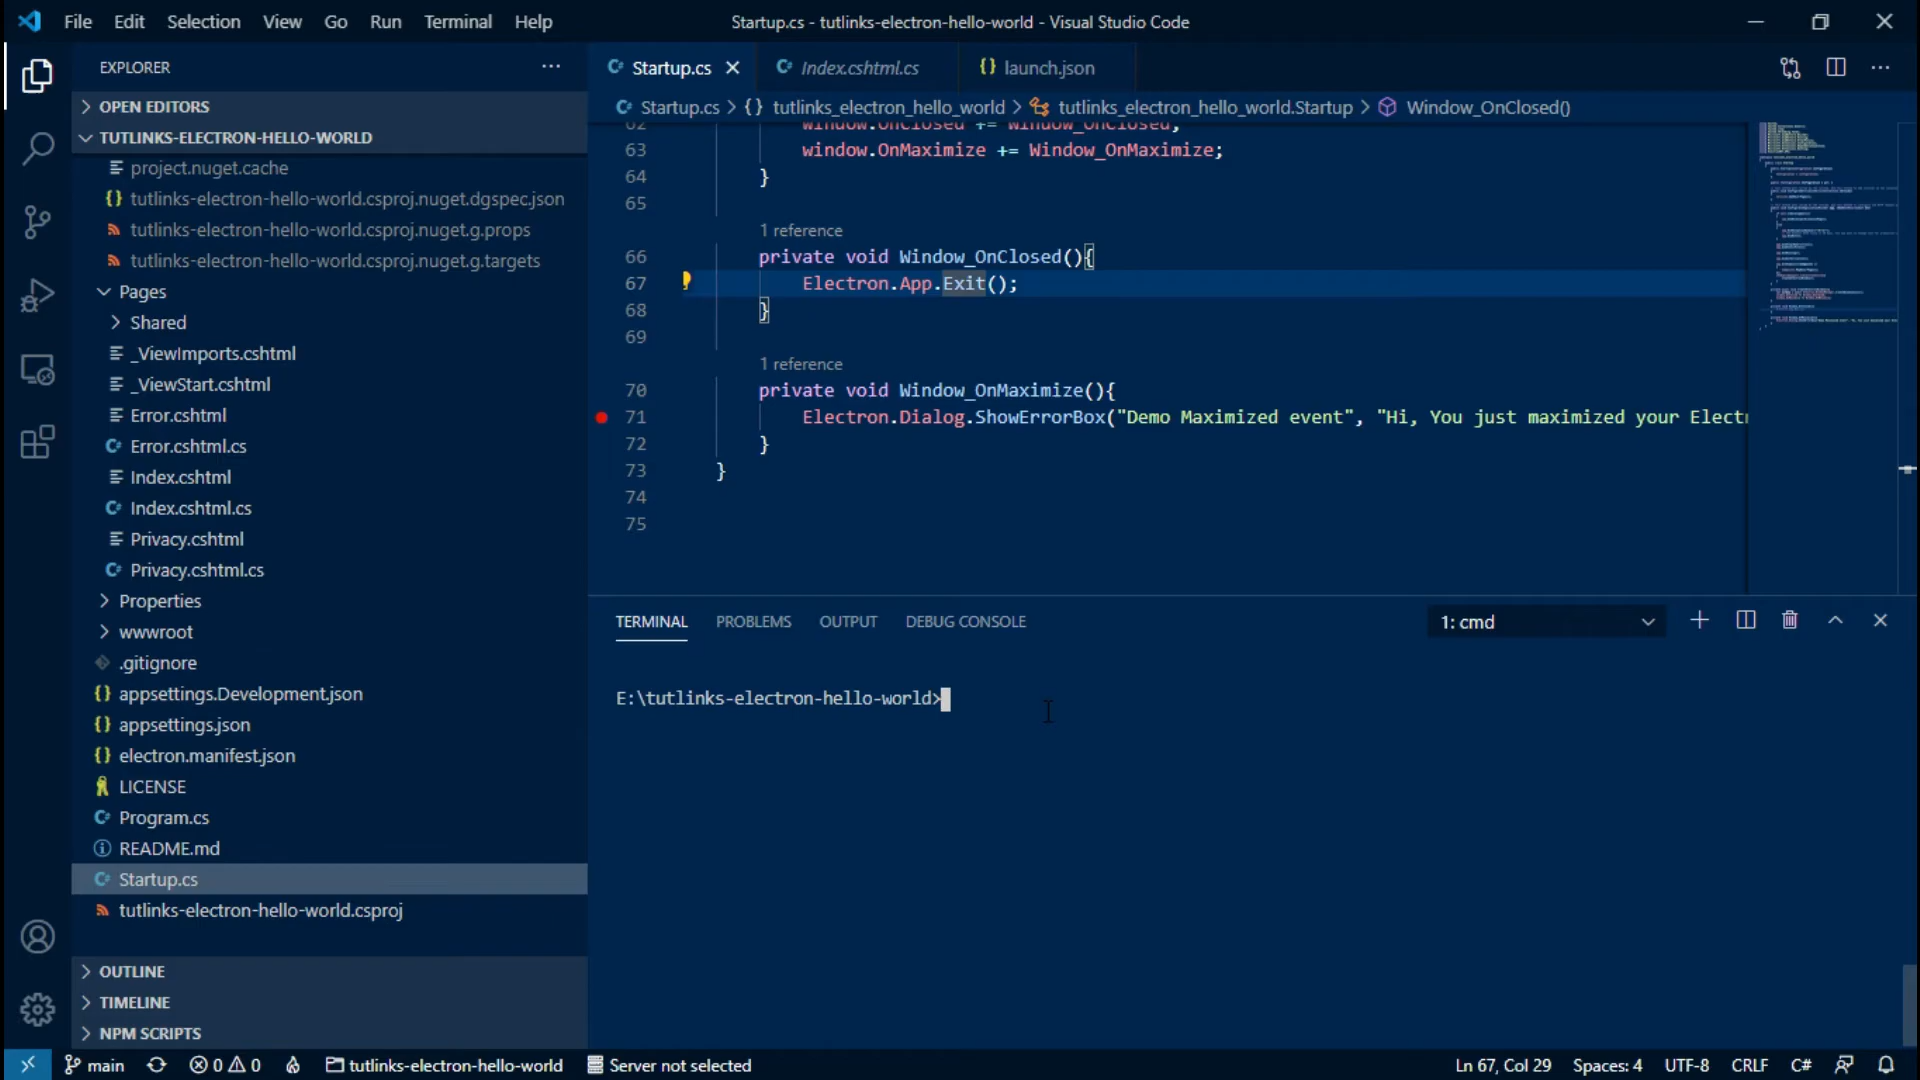 File Edit Selection View Go Run Terminal Help
Startup.cs - tutlinks-electron-hello-world - Visual Studio Code
EXPLORER
OPEN EDITORS
TUTLINKS-ELECTRON-HELLO-WORLD
project.nuget.cache
tutlinks-electron-hello-world.csproj.nuget.dgspec.json
tutlinks-electron-hello-world.csproj.nuget.g.props
tutlinks-electron-hello-world.csproj.nuget.g.targets
Pages
Shared
_ViewImports.cshtml
_ViewStart.cshtml
Error.cshtml
Error.cshtml.cs
Index.cshtml
Index.cshtml.cs
Privacy.cshtml
Privacy.cshtml.cs
Properties
wwwroot
.gitignore
appsettings.Development.json
appsettings.json
electron.manifest.json
LICENSE
Program.cs
README.md
Startup.cs
tutlinks-electron-hello-world.csproj
OUTLINE
TIMELINE
NPM SCRIPTS
Startup.cs Index.cshtml.cs launch.json
Startup.cs > {} tutlinks_electron_hello_world > tutlinks_electron_hello_world.Startup > Window_OnClosed()
62 window.OnClosed += Window_OnClosed;
63 window.OnMaximize += Window_OnMaximize;
64 }
65
1 reference
66 private void Window_OnClosed(){
67 Electron.App.Exit();
68 }
69
1 reference
70 private void Window_OnMaximize(){
71 Electron.Dialog.ShowErrorBox("Demo Maximized event", "Hi, You just maximized your Electr
72 }
73 }
74
75
TERMINAL PROBLEMS OUTPUT DEBUG CONSOLE
1: cmd
E:\tutlinks-electron-hello-world>
main 0 0 tutlinks-electron-hello-world Server not selected
Ln 67, Col 29 Spaces: 4 UTF-8 CRLF C#